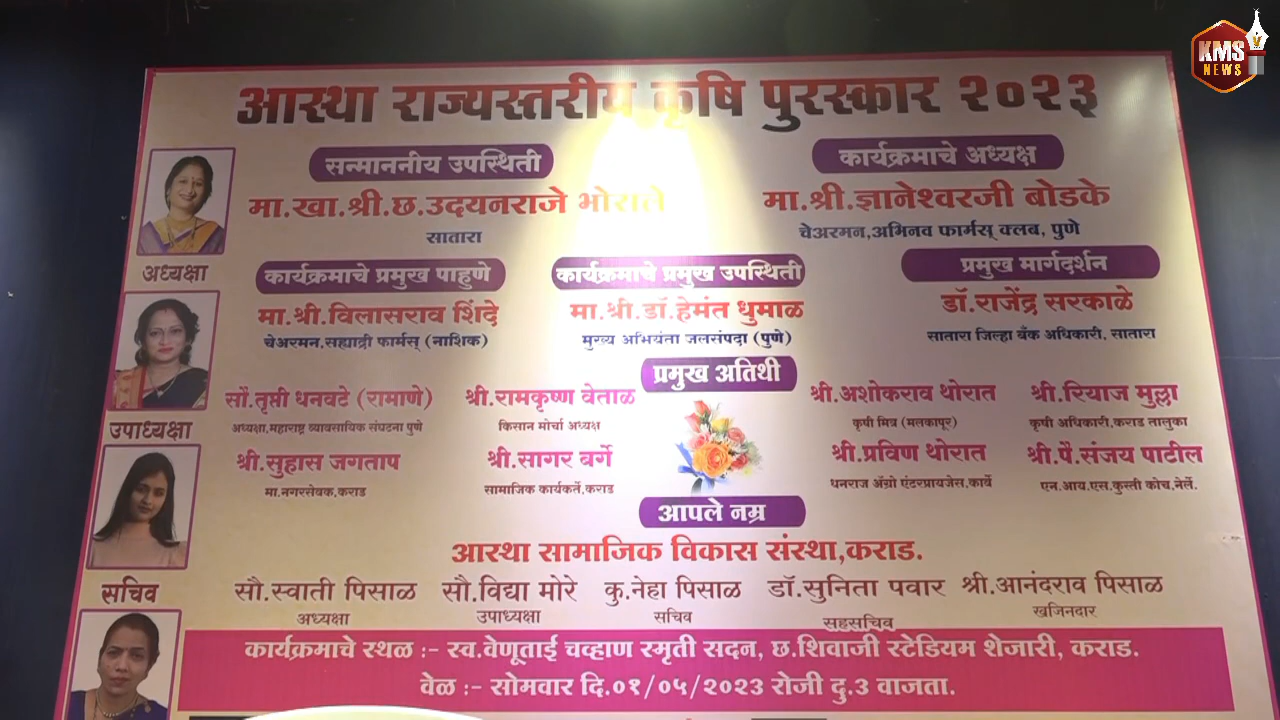 KMS
NEWS
आस्था राज्यस्तरीय कृषि पुरस्कार २०२३
सन्माननीय उपस्थिती
कार्यक्रमाचे अध्यक्ष
मा.खा.श्री.छ.उदयनराजे भोसले
मा.श्री.ज्ञानेश्वरजी बोडके
सातारा
चेअरमन,अभिनव फार्मस् क्लब, पुणे
अध्यक्षा
कार्यक्रमाचे प्रमुख पाहुणे
कार्यक्रमाचे प्रमुख उपस्थिती
प्रमुख मार्गदर्शन
मा.श्री.विलासराव शिंदे
मा.श्री.डॉ.हेमंत धुमाळ
डॉ.राजेंद्र सरकाळे
चेअरमन.सह्याद्री फार्मस् (नाशिक)
मुख्य अभियंता जलसंपदा (पुणे)
सातारा जिल्हा बँक अधिकारी, सातारा
प्रमुख अतिथी
सौ.तृप्ती धनवटे (रामाणे)
श्री.रामकृष्ण वेताळ
श्री.अशोकराव थोरात
श्री.रियाज मुल्ला
अध्यक्षा,महाराष्ट्र व्यावसायिक संघटना पुणे
किसान मोर्चा अध्यक्ष
कृषी मित्र (मलकापूर)
कृषी अधिकारी,कराड तालुका
उपाध्यक्षा
श्री.सुहास जगताप
श्री.सागर बर्गे
श्री.प्रविण थोरात
श्री.पै.संजय पाटील
मा.नगरसेवक,कराड
सामाजिक कार्यकर्ते,कराड
धनराज ॲग्रो एंटरप्रायजेस,कार्वे
एन.आय.एस.कुस्ती कोच,नेर्ले.
आपले नम्र
आस्था सामाजिक विकास संस्था,कराड.
सचिव
सौ.स्वाती पिसाळ
सौ.विद्या मोरे
कु.नेहा पिसाळ
डॉ.सुनिता पवार
श्री.आनंदराव पिसाळ
अध्यक्षा
उपाध्यक्षा
सचिव
सहसचिव
खजिनदार
कार्यक्रमाचे स्थळ :- स्व.वेणूताई चव्हाण स्मृती सदन, छ.शिवाजी स्टेडियम शेजारी, कराड.
वेळ :- सोमवार दि.०१/०५/२०२३ रोजी दु.३ वाजता.